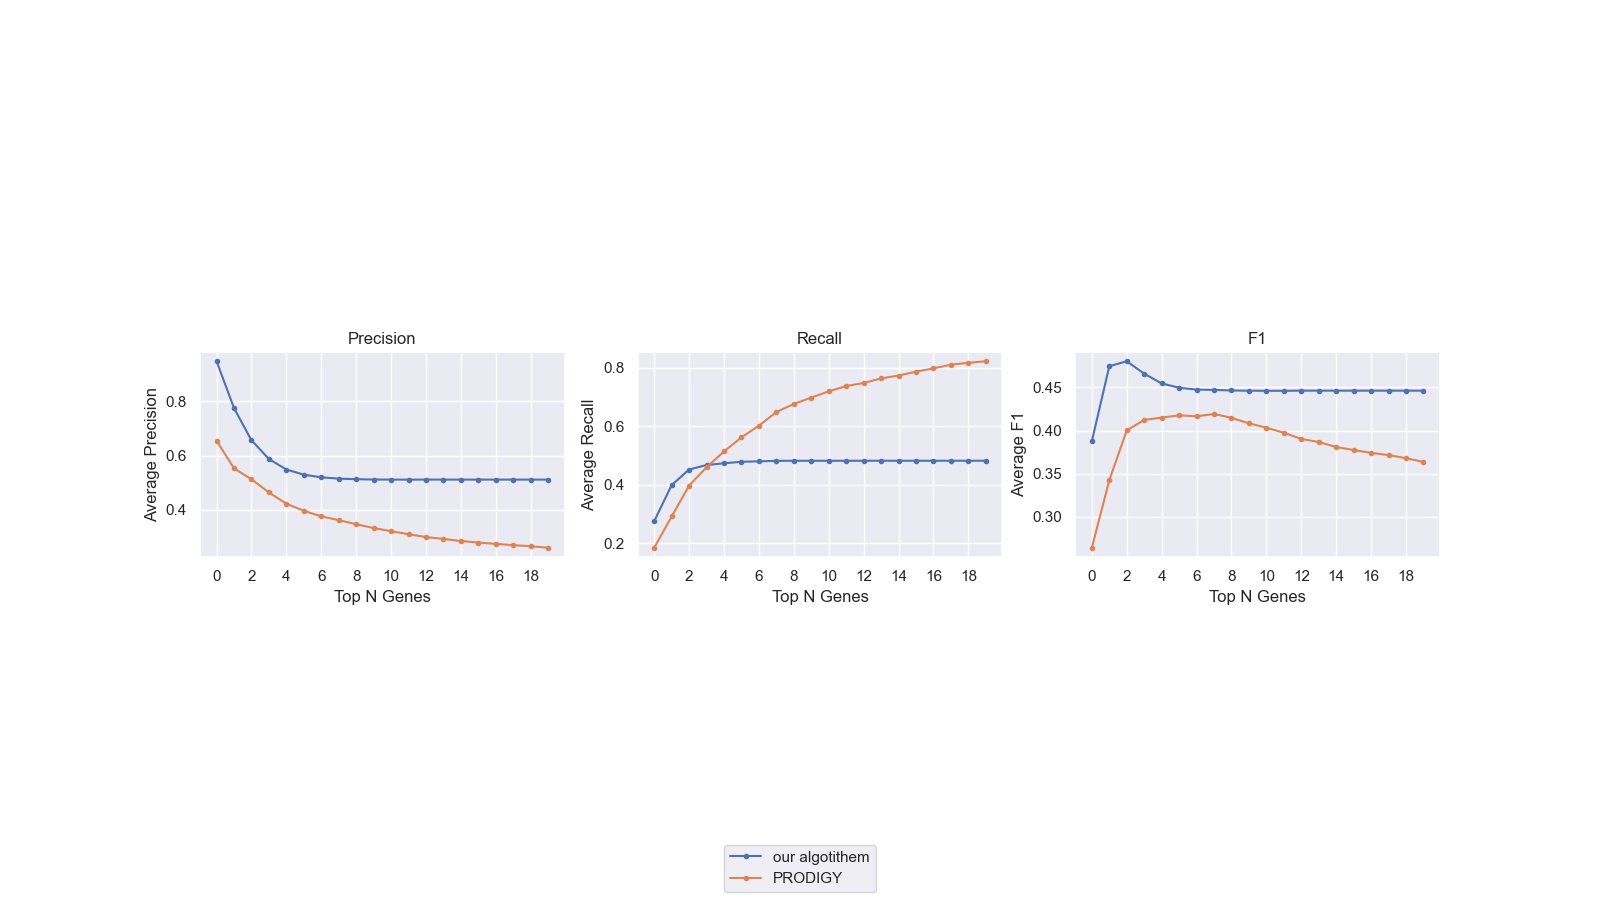 Precision
Recall
F1
Average Precision
0.8
0.6
0.4
0 2 4 6 8 10 12 14 16 18
Top N Genes
Average Recall
0.8
0.6
0.4
0.2
0 2 4 6 8 10 12 14 16 18
Top N Genes
Average F1
0.45
0.40
0.35
0.30
0 2 4 6 8 10 12 14 16 18
Top N Genes
our algotithem
PRODIGY